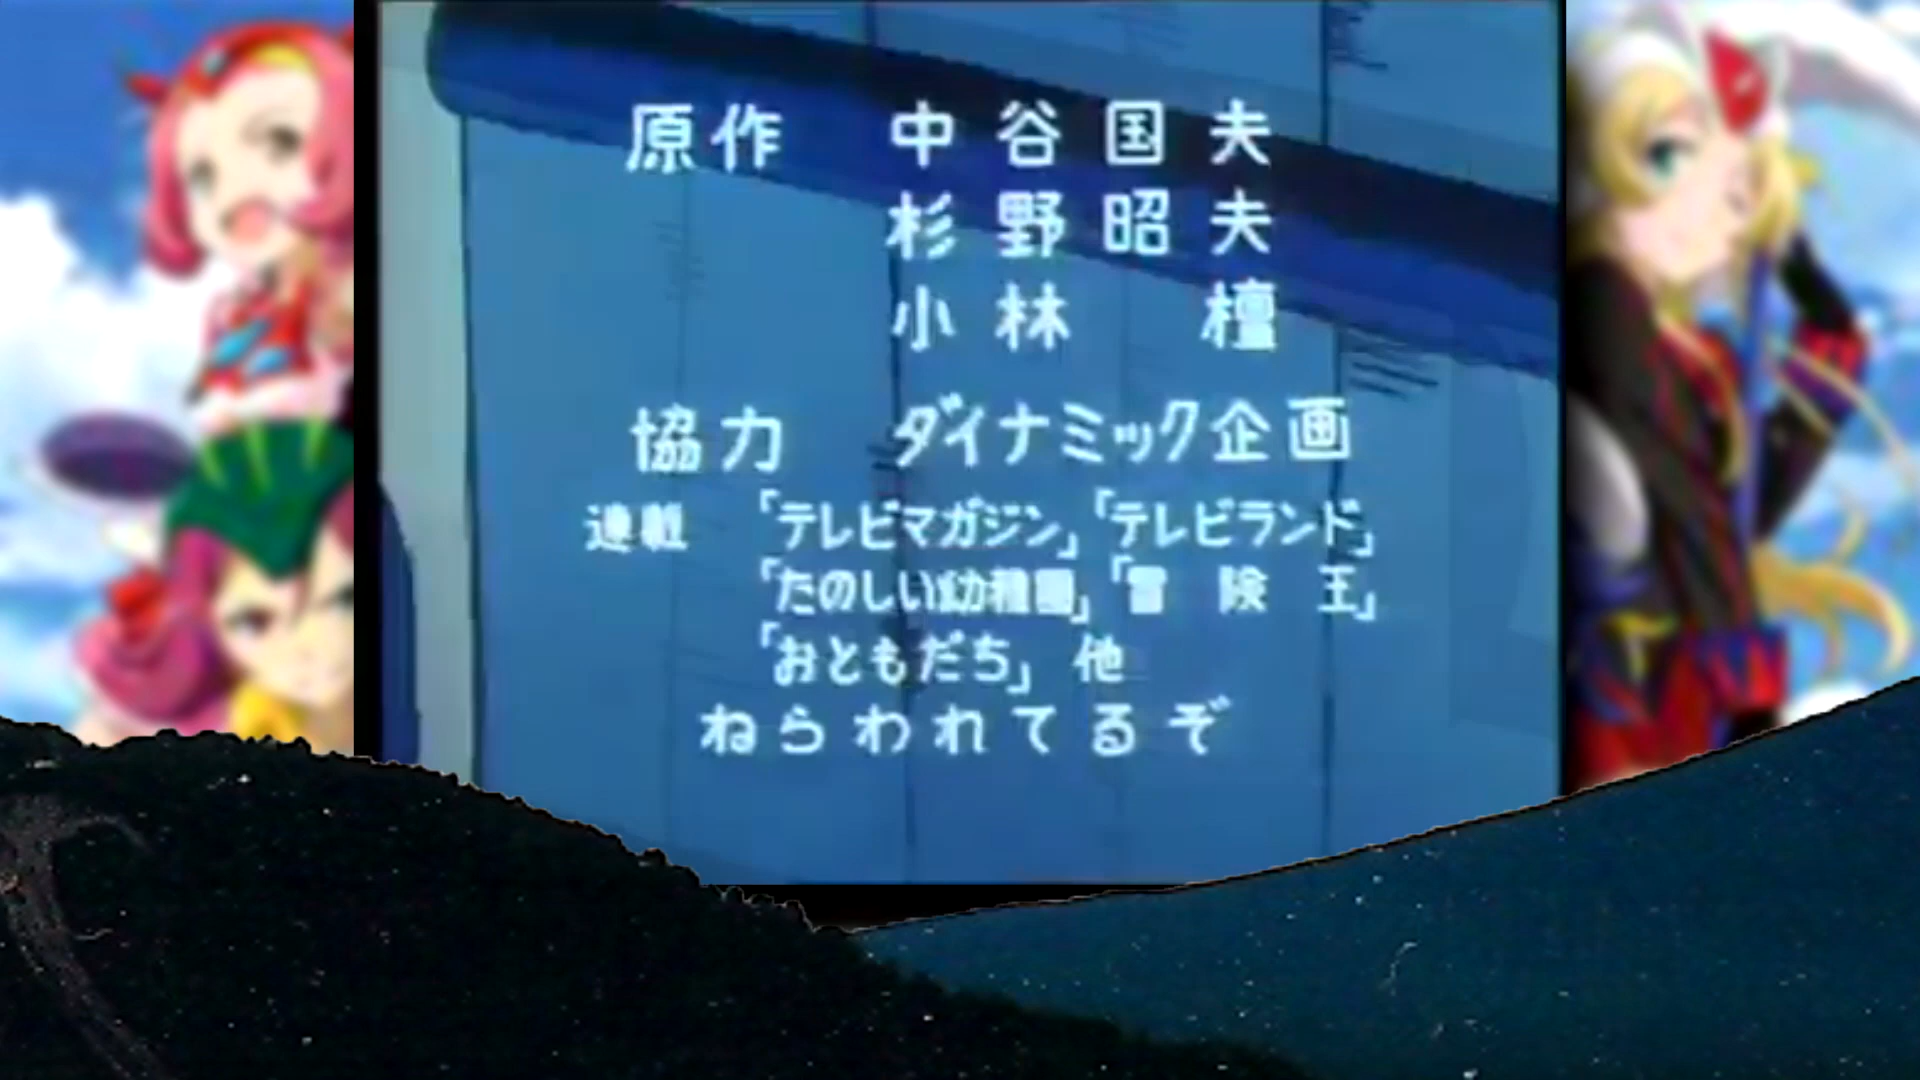 原作 中谷国夫
杉野昭夫
小林 檀
協力 ダイナミック企画
連載 「テレビマガジン」「テレビランド」
「たのしい幼稚園」「冒険王」
「おともだち」 他
ねらわれてるぞ